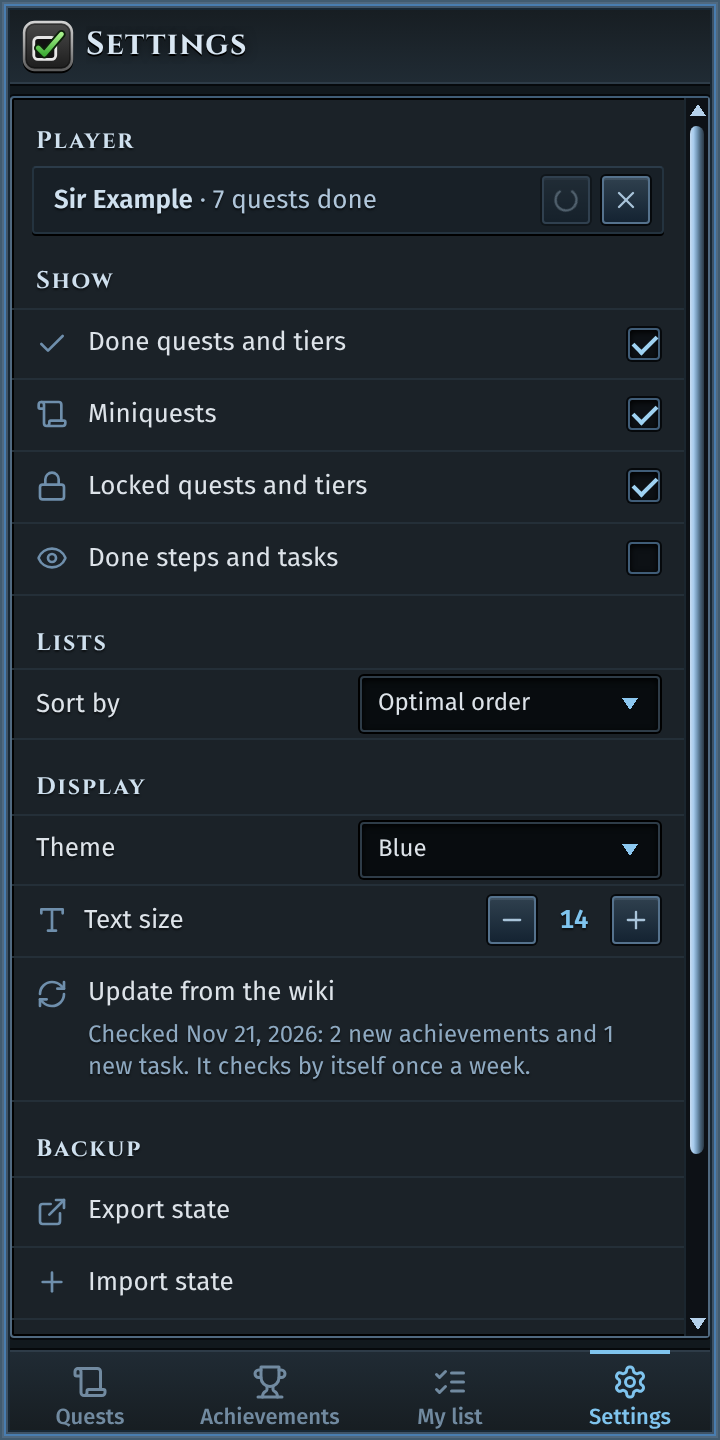 Settings
Player
Sir Example · 7 quests done
Show
Done quests and tiers
Miniquests
Locked quests and tiers
Done steps and tasks
Lists
Sort by
Optimal order
Display
Theme
Blue
Text size
14
Update from the wiki
Checked Nov 21, 2026: 2 new achievements and 1
new task. It checks by itself once a week.
Backup
Export state
Import state
Quests
Achievements
My list
Settings